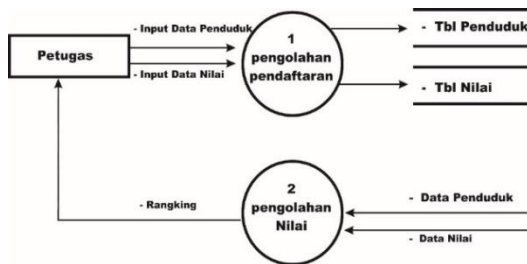 Petugas
- Input Data Penduduk
- Input Data Nilai
1
pengolahan
pendaftaran
- Tbl Penduduk
- Tbl Nilai
2
pengolahan
Nilai
- Rangking
- Data Penduduk
- Data Nilai